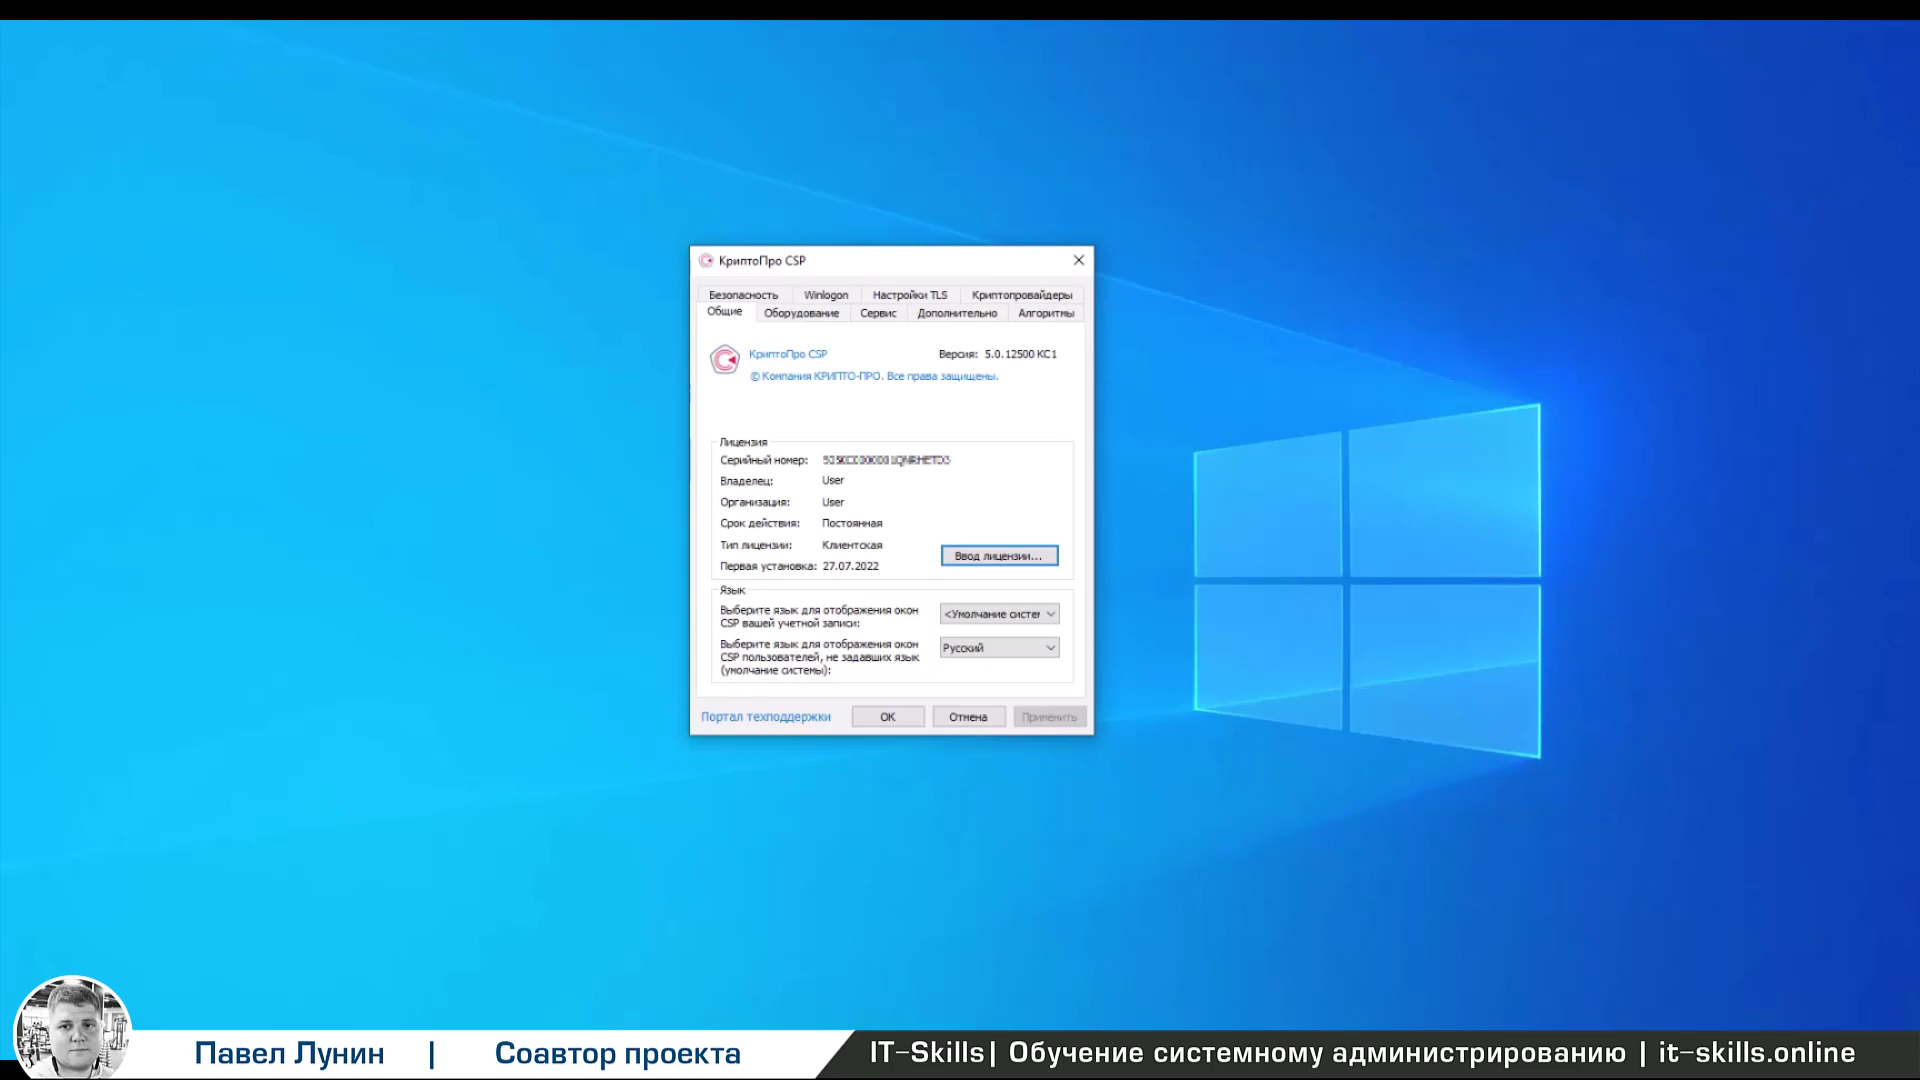 КриптоПро CSP
Безопасность Winlogon Настройки TLS Криптопровайдеры
Общие Оборудование Сервис Дополнительно Алгоритмы
КриптоПро CSP Версия: 5.0.12500 КС1
© Компания КРИПТО-ПРО. Все права защищены.
Лицензия
Серийный номер:
Владелец: User
Организация: User
Срок действия: Постоянная
Тип лицензии: Клиентская
Ввод лицензии...
Первая установка: 27.07.2022
Язык
Выберите язык для отображения окон
CSP вашей учетной записи:
<Умолчание систем
Выберите язык для отображения окон
CSP пользователей, не задавших язык
(умолчание системы):
Русский
Портал техподдержки ОК Отмена Применить
Павел Лунин | Соавтор проекта
IT-Skills| Обучение системному администрированию | it-skills.online